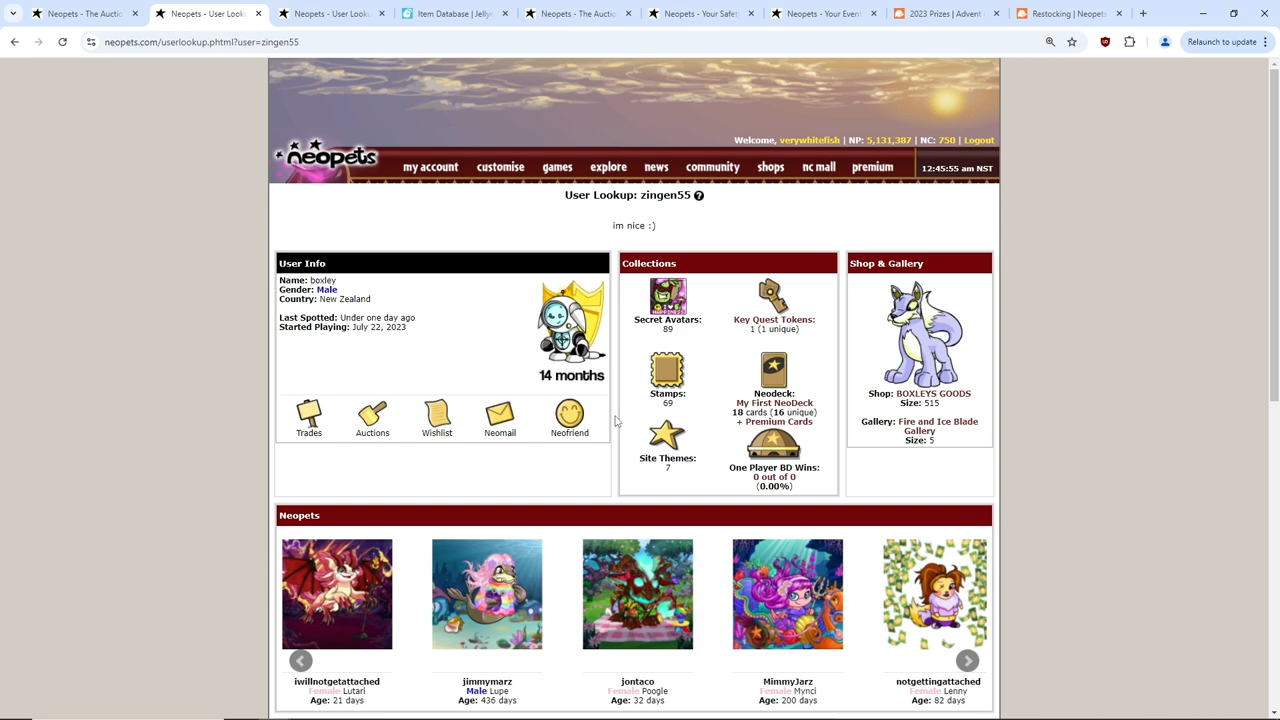 Neopets - The Auctio
Neopets - User Look
Neopets - User Looku
Item Database | Jelly
Neopets - The Auctio
Neopets - Your Safet
Neopets - Your Even
2023 Prizes | Advent
Restocking | Neopets
neopets.com/userlookup.phtml?user=zingen55
Relaunch to update
Welcome, verywhitefish | NP: 5,131,387 | NC: 750 | Logout
neopets
my account customise games explore news community shops nc mall premium
12:45:55 am NST
User Lookup: zingen55 ?
im nice :)
User Info
Name: boxley
Gender: Male
Country: New Zealand
Last Spotted: Under one day ago
Started Playing: July 22, 2023
14 months
Trades Auctions Wishlist Neomail Neofriend
Collections
Secret Avatars:
89
Key Quest Tokens:
1 (1 unique)
Stamps:
69
Neodeck:
My First NeoDeck
18 cards (16 unique)
+ Premium Cards
Site Themes:
7
One Player BD Wins:
0 out of 0
(0.00%)
Shop & Gallery
Shop: BOXLEYS GOODS
Size: 515
Gallery: Fire and Ice Blade
Gallery
Size: 5
Neopets
iwillnotgetattached
Female Lutari
Age: 21 days
jimmymarz
Male Lupe
Age: 436 days
jontaco
Female Poogle
Age: 32 days
MimmyJarz
Female Mynci
Age: 200 days
notgettingattached
Female Lenny
Age: 82 days